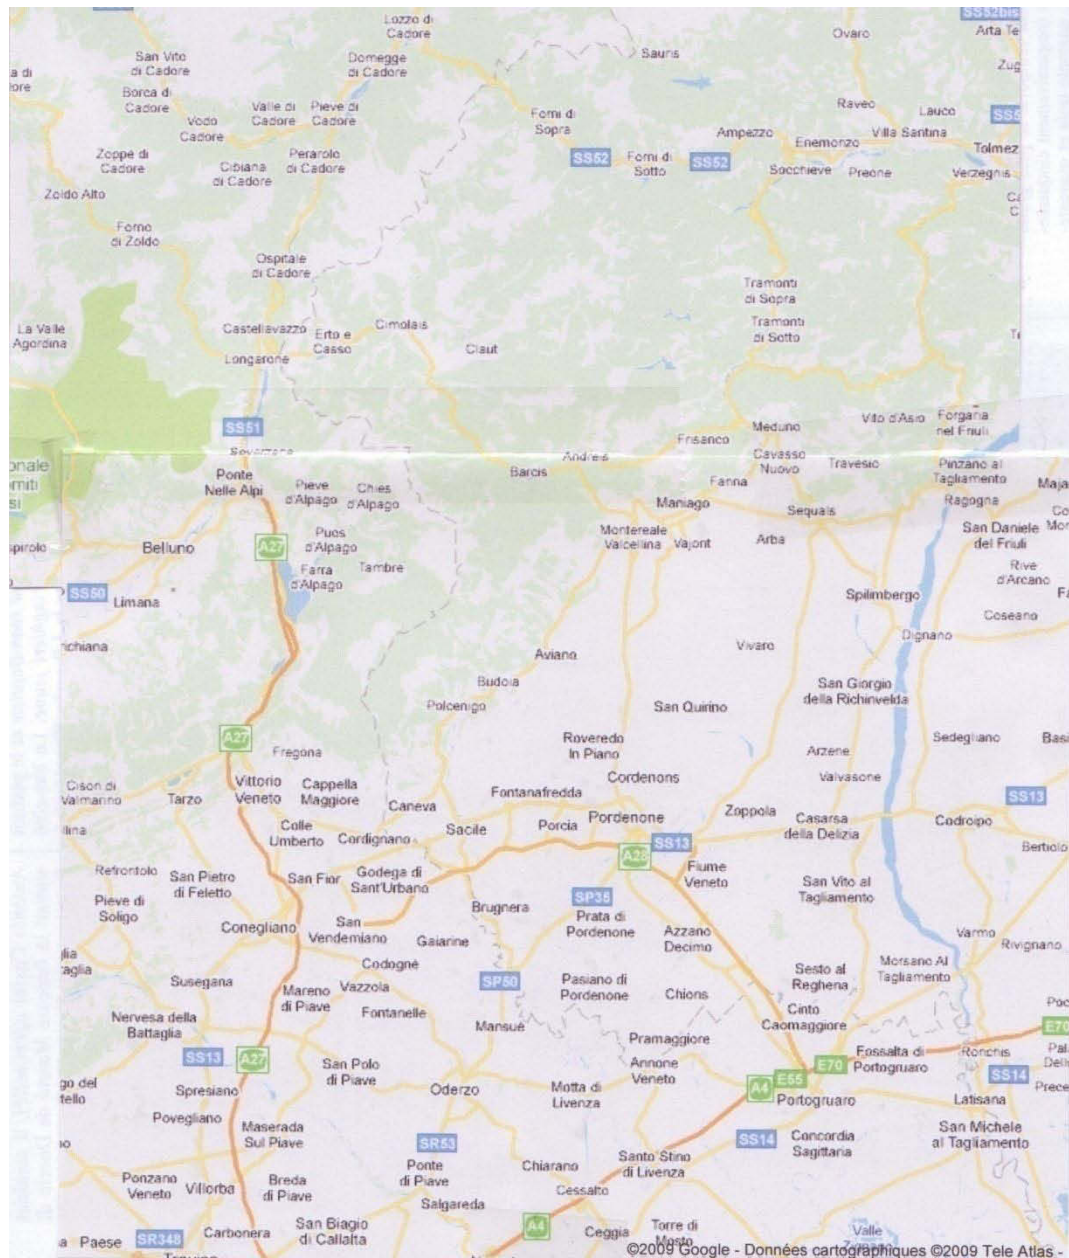 Lozzo di
Cadore
SS52bis
Arta Te
San Vito
di Cadore
Domegge
di Cadore
Sauris
Ovaro
Zug
Borca di
Cadore
Valle di
Cadore
Pieve di
Cadore
Vodo
Cadore
Forni di
Sopra
Raveo
Lauco
SS5
Ampezzo
Villa Santina
Enemonzo
Tolmez
Zoppe di
Cadore
Cibiana
di Cadore
Perarolo
di Cadore
SS52
Forni di
Sotto
SS52
Socchieve
Preone
Verzegnis
Zoldo Alto
Forno
di Zoldo
Ospitale
di Cadore
Tramonti
di Sopra
La Valle
Agordina
Castellavazzo
Erto e
Casso
Cimolais
Claut
Tramonti
di Sotto
Longarone
SS51
Soverzene
Frisanco
Meduno
Vito d'Asio
Forgaria
nel Friuli
Ponte
Nelle Alpi
Pieve
d'Alpago
Chies
d'Alpago
Barcis
Andreis
Fanna
Cavasso
Nuovo
Travesio
Pinzano al
Tagliamento
Maja
Maniago
Sequals
Ragogna
Belluno
A27
Puos
d'Alpago
Montereale
Valcellina
Vajont
Arba
San Daniele
del Friuli
Farra
d'Alpago
Tambre
Rive
d'Arcano
SS50
Limana
Spilimbergo
Coseano
Dignano
ichiana
Aviano
Vivaro
Budoia
San Giorgio
della Richinvelda
Polcenigo
San Quirino
A27
Fregona
Roveredo
In Piano
Arzene
Sedegliano
Basi
Cison di
Valmarino
Tarzo
Vittorio
Veneto
Cappella
Maggiore
Caneva
Fontanafredda
Cordenons
Valvasone
SS13
Colle
Umberto
Cordignano
Sacile
Porcia
Pordenone
Zoppola
Casarsa
della Delizia
Codroipo
Bertiolo
SS13
A28
Refrontolo
San Pietro
di Feletto
San Fior
Godega di
Sant'Urbano
Fiume
Veneto
San Vito al
Tagliamento
Pieve di
Soligo
Conegliano
San
Vendemiano
Brugnera
SP35
Prata di
Pordenone
Azzano
Decimo
Varmo
Rivignano
Gaiarine
Codognè
Morsano Al
Tagliamento
Susegana
Mareno
di Piave
Vazzola
SP50
Pasiano di
Pordenone
Chions
Sesto al
Reghena
Nervesa della
Battaglia
Fontanelle
Mansuè
Cinto
Caomaggiore
Pramaggiore
E70
SS13
A27
San Polo
di Piave
Annone
Veneto
E70
Fossalta di
Portogruaro
Ronchis
SS14
Spresiano
Oderzo
Motta di
Livenza
A4
E55
Portogruaro
Latisana
Prece
Povegliano
Maserada
Sul Piave
SR53
SS14
Concordia
Sagittaria
San Michele
al Tagliamento
Ponzano
Veneto
Villorba
Breda
di Piave
Ponte
di Piave
Chiarano
Santo Stino
di Livenza
Salgareda
Cessalto
Paese
SR348
Carbonera
San Biagio
di Callalta
A4
Ceggia
Torre di
Mosto
Valle
©2009 Google - Données cartographiques ©2009 Tele Atlas -